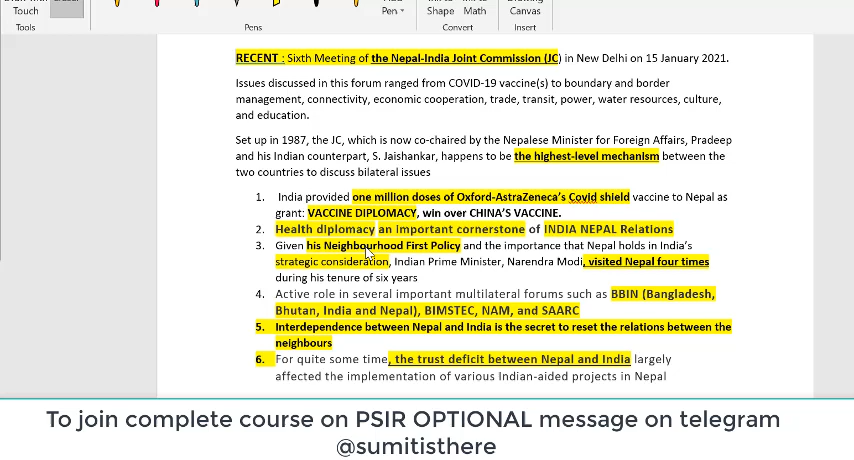 Touch
Pen
Shape
Math
Canvas
Tools
Pens
Convert
Insert
RECENT : Sixth Meeting of the Nepal-India Joint Commission (JC) in New Delhi on 15 January 2021.
Issues discussed in this forum ranged from COVID-19 vaccine(s) to boundary and border
management, connectivity, economic cooperation, trade, transit, power, water resources, culture,
and education.
Set up in 1987, the JC, which is now co-chaired by the Nepalese Minister for Foreign Affairs, Pradeep
and his Indian counterpart, S. Jaishankar, happens to be the highest-level mechanism between the
two countries to discuss bilateral issues
1. India provided one million doses of Oxford-AstraZeneca's Covid shield vaccine to Nepal as
grant: VACCINE DIPLOMACY, win over CHINA'S VACCINE.
2. Health diplomacy an important cornerstone of INDIA NEPAL Relations
3. Given his Neighbourhood First Policy and the importance that Nepal holds in India's
strategic consideration, Indian Prime Minister, Narendra Modi, visited Nepal four times
during his tenure of six years
4. Active role in several important multilateral forums such as BBIN (Bangladesh,
Bhutan, India and Nepal), BIMSTEC, NAM, and SAARC
5. Interdependence between Nepal and India is the secret to reset the relations between the
neighbours
6. For quite some time, the trust deficit between Nepal and India largely
affected the implementation of various Indian-aided projects in Nepal
To join complete course on PSIR OPTIONAL message on telegram
@sumitisthere